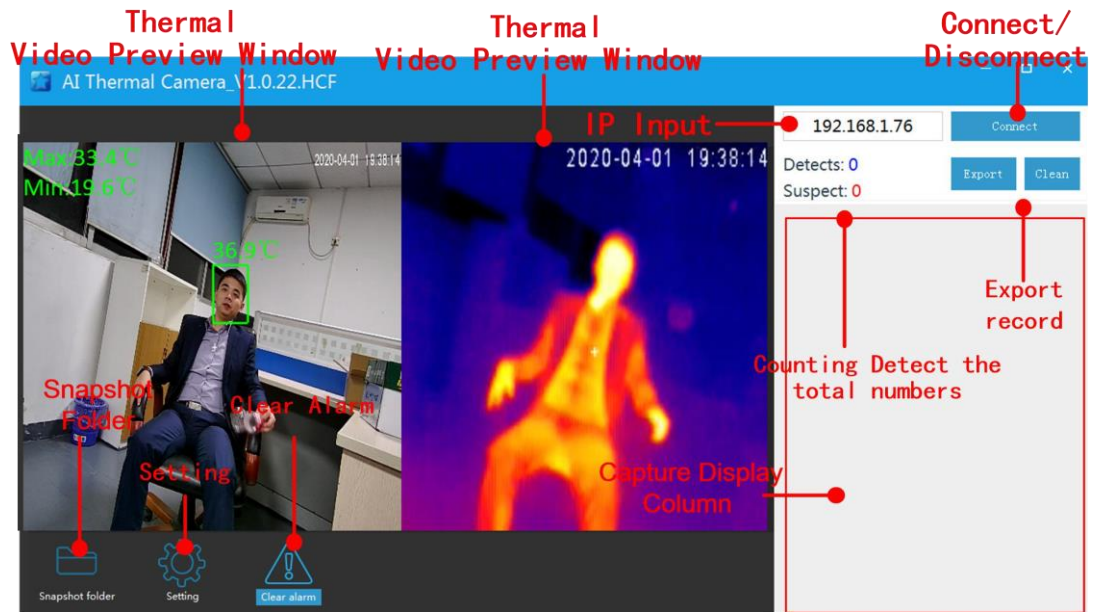 Thermal
Video Preview Window
Thermal
Video Preview Window
Connect/
Disconnect
AI Thermal Camera_V1.0.22.HCF
IP Input
192.168.1.76
Connect
Max:33.4℃
Min:19.6℃
2020-04-01 19:38:14
2020-04-01 19:38:14
Detects: 0
Suspect: 0
Export
Clean
36.9℃
Export
record
Counting Detect the
total numbers
Snapshot
Folder
Clear Alarm
Setting
Capture Display
Column
Snapshot folder
Setting
Clear alarm